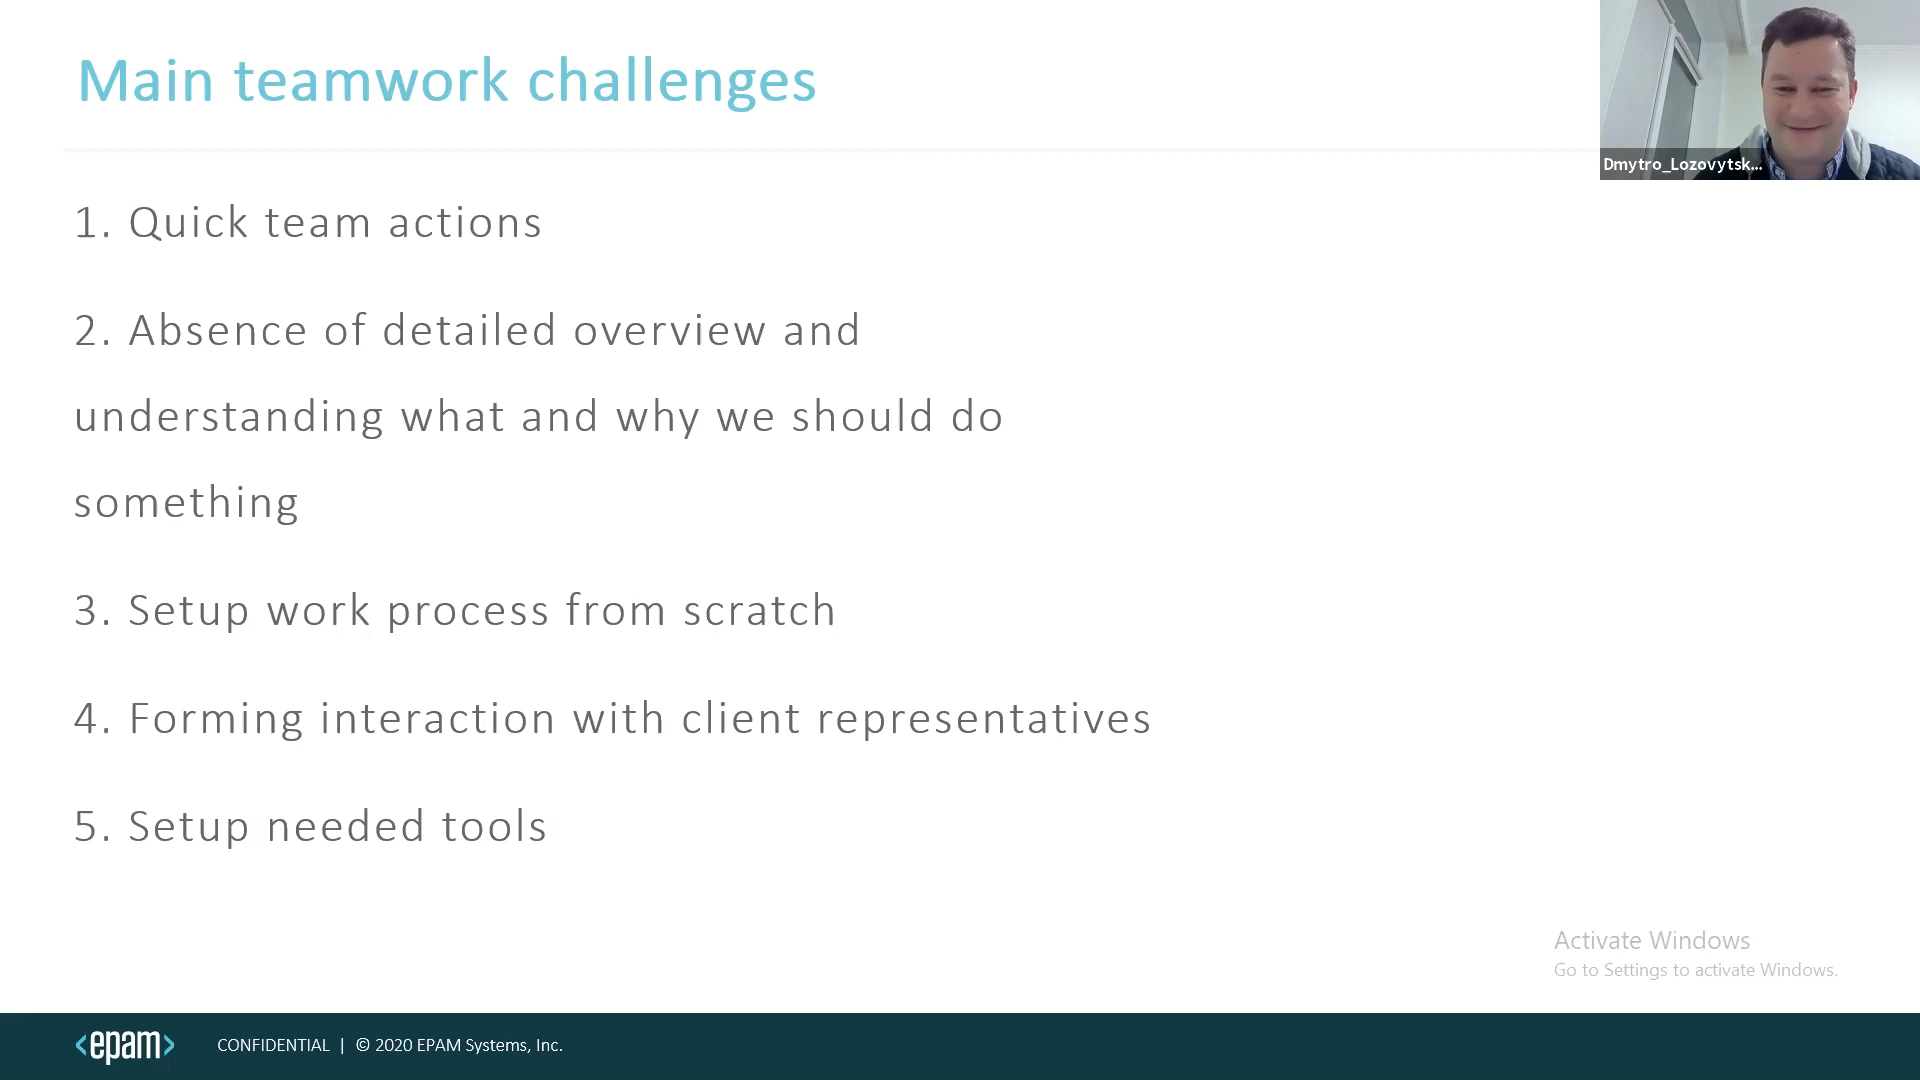 Main teamwork challenges
Dmytro_Lozovytsk...
1. Quick team actions
2. Absence of detailed overview and
understanding what and why we should do
something
3. Setup work process from scratch
4. Forming interaction with client representatives
5. Setup needed tools
Activate Windows
Go to Settings to activate Windows.
<epam> CONFIDENTIAL | © 2020 EPAM Systems, Inc.